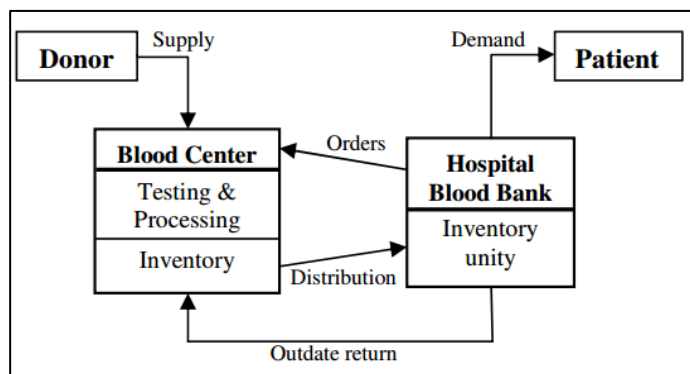 Supply
Demand
Donor
Patient
Blood Center
Orders
Hospital
Blood Bank
Testing &
Processing
Inventory
Inventory
unity
Distribution
Outdate return